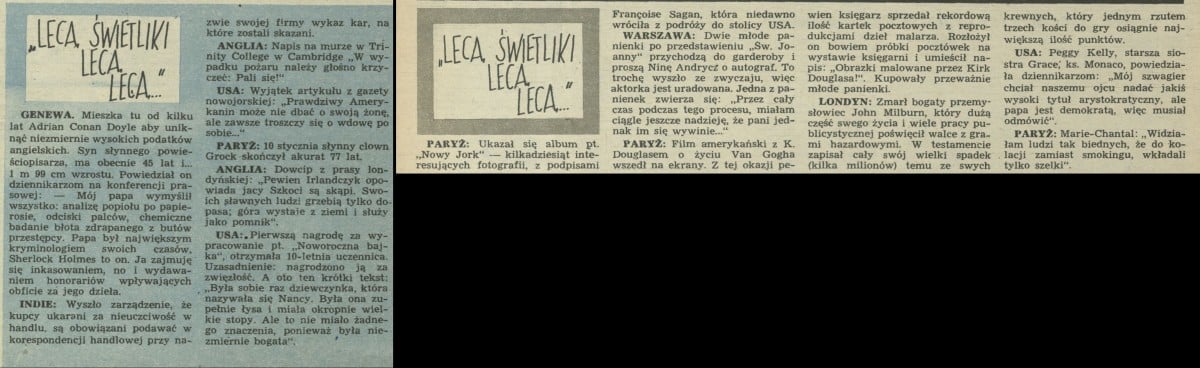 „LECĄ, ŚWIETLIKI
LECĄ,
LECĄ...“
GENEWA. Mieszka tu od kilku
lat Adrian Conan Doyle aby unik-
nąć niezmiernie wysokich podatków
angielskich. Syn słynnego powie-
ściopisarza, ma obecnie 45 lat i...
1 m 99 cm wzrostu. Powiedział on
dziennikarzom na konferencji pra-
sowej: — Mój papa wymyślił
wszystko: analizę popiołu po papie-
rosie, odciski palców, chemiczne
badanie błota zdrapanego z butów
przestępcy. Papa był największym
kryminologiem swoich czasów,
Sherlock Holmes to on. Ja zajmuję
się inkasowaniem, no i wydawa-
niem honorariów wpływających
obficie za jego dzieła.
INDIE: Wyszło zarządzenie, że
kupcy ukarani za nieuczciwość w
handlu, są obowiązani podawać w
korespondencji handlowej przy na-
zwie swojej firmy wykaz kar, na
które zostali skazani.
ANGLIA: Napis na murze w Tri-
nity College w Cambridge „W wy-
padku pożaru należy głośno krzy-
czeć: Pali się!“
USA: Wyjątek artykułu z gazety
nowojorskiej: „Prawdziwy Amery-
kanin może nie dbać o swoją żonę,
ale zawsze troszczy się o wdowę po
sobie...“
PARYŻ: 10 stycznia słynny clown
Grock skończył akurat 77 lat.
ANGLIA: Dowcip z prasy lon-
dyńskiej: „Pewien Irlandczyk opo-
wiada jacy Szkoci są skąpi. Swo-
ich sławnych ludzi grzebią tylko do
pasa; góra wystaje z ziemi i służy
jako pomnik“.
USA: Pierwszą nagrodę za wy-
pracowanie pt. „Noworoczna baj-
ka“, otrzymała 10-letnia uczennica.
Uzasadnienie: nagrodzono ją za
zwięzłość. A oto ten krótki tekst:
„Była sobie raz dziewczynka, która
nazywała się Nancy. Była ona zu-
pełnie łysa i miała okropnie wiel-
kie stopy. Ale to nie miało żadne-
go znaczenia, ponieważ była nie-
zmiernie bogata“.
„LECĄ, ŚWIETLIKI
LECĄ,
LECĄ...“
PARYŻ: Ukazał się album pt.
„Nowy Jork“ — kilkadziesiąt inte-
resujących fotografii, z podpisami
Françoise Sagan, która niedawno
wróciła z podróży do stolicy USA.
WARSZAWA: Dwie młode pa-
nienki po przedstawieniu „Św. Jo-
anny“ przychodzą do garderoby i
proszą Ninę Andrycz o autograf. To
trochę wyszło ze zwyczaju, więc
aktorka jest uradowana. Jedna z pa-
nienek zwierza się: „Przez cały
czas podczas tego procesu, miałam
ciągle jeszcze nadzieję, że pani jed-
nak im się wywinie...“
PARYŻ: Film amerykański z K.
Douglasem o życiu Van Gogha
wszedł na ekrany. Z tej okazji pe-
wien księgarz sprzedał rekordową
ilość kartek pocztowych z repro-
dukcjami dzieł malarza. Rozłożył
on bowiem próbki pocztówek na
wystawie księgarni i umieścił na-
pis: „Obrazki malowane przez Kirk
Douglasa!“. Kupowały przeważnie
młode panienki.
LONDYN: Zmarł bogaty przemy-
słowiec John Milburn, który dużą
część swego życia i wiele pracy pu-
blicystycznej poświęcił walce z gra-
mi hazardowymi. W testamencie
zapisał cały swój wielki spadek
(kilka milionów) temu ze swych
krewnych, który jednym rzutem
trzech kości do gry osiągnie naj-
większą ilość punktów.
USA: Peggy Kelly, starsza sio-
stra Grace, ks. Monaco, powiedzia-
ła dziennikarzom: „Mój szwagier
chciał naszemu ojcu nadać jakiś
wysoki tytuł arystokratyczny, ale
papa jest demokratą, więc musiał
odmówić“.
PARYŻ: Marie-Chantal: „Widzia-
łam ludzi tak biednych, że do ko-
lacji zamiast smokingu, wkładali
tylko szelki“.